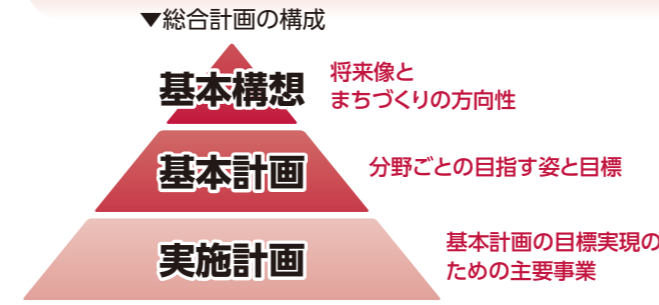 ▼総合計画の構成
基本構想
将来像と
まちづくりの方向性
基本計画
分野ごとの目指す姿と目標
実施計画
基本計画の目標実現の
ための主要事業